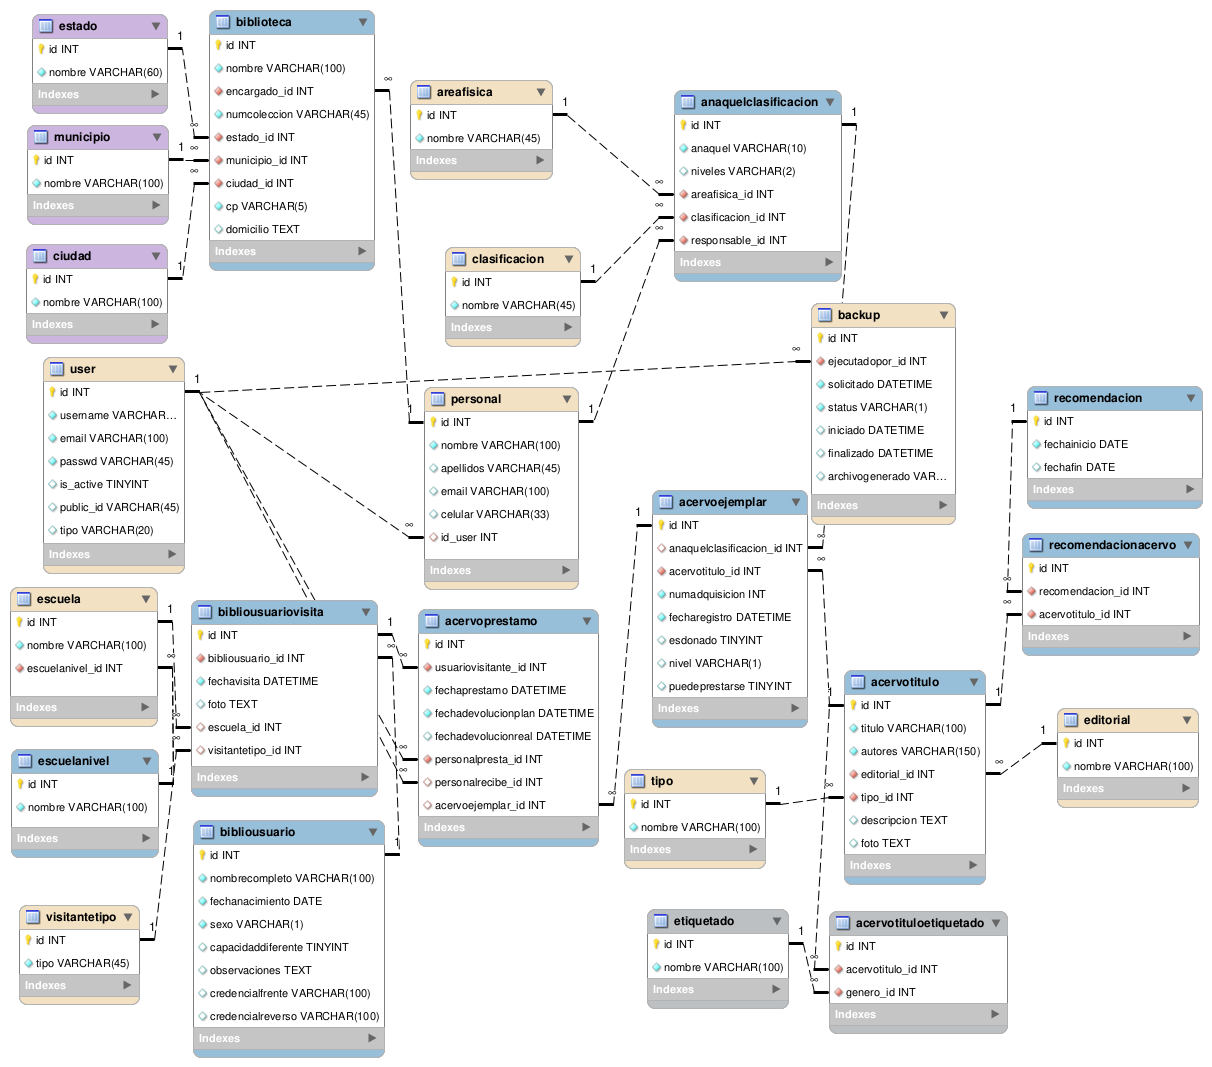 estado
id INT
nombre VARCHAR(60)
Indexes
municipio
id INT
nombre VARCHAR(100)
Indexes
ciudad
id INT
nombre VARCHAR(100)
Indexes
biblioteca
id INT
nombre VARCHAR(100)
encargado_id INT
numcoleccion VARCHAR(45)
estado_id INT
municipio_id INT
ciudad_id INT
cp VARCHAR(5)
domicilio TEXT
Indexes
areafisica
id INT
nombre VARCHAR(45)
Indexes
clasificacion
id INT
nombre VARCHAR(45)
Indexes
anaquelclasificacion
id INT
anaquel VARCHAR(10)
niveles VARCHAR(2)
areafisica_id INT
clasificacion_id INT
responsable_id INT
Indexes
user
id INT
username VARCHAR...
email VARCHAR(100)
passwd VARCHAR(45)
is_active TINYINT
public_id VARCHAR(45)
tipo VARCHAR(20)
Indexes
personal
id INT
nombre VARCHAR(100)
apellidos VARCHAR(45)
email VARCHAR(100)
celular VARCHAR(33)
id_user INT
Indexes
backup
id INT
ejecutadopor_id INT
solicitado DATETIME
status VARCHAR(1)
iniciado DATETIME
finalizado DATETIME
archivogenerado VAR...
Indexes
recomendacion
id INT
fechainicio DATE
fechafin DATE
Indexes
recomendacionacervo
id INT
recomendacion_id INT
acervotitulo_id INT
Indexes
acervoejemplar
id INT
anaquelclasificacion_id INT
acervotitulo_id INT
numadquisicion INT
fecharegistro DATETIME
esdonado TINYINT
nivel VARCHAR(1)
puedeprestarse TINYINT
Indexes
escuela
id INT
nombre VARCHAR(100)
escuelanivel_id INT
Indexes
bibliousuariovisita
id INT
bibliousuario_id INT
fechavisita DATETIME
foto TEXT
escuela_id INT
visitantetipo_id INT
Indexes
acervoprestamo
id INT
usuariovisitante_id INT
fechaprestamo DATETIME
fechadevolucionplan DATETIME
fechadevolucionreal DATETIME
personalpresta_id INT
personalrecibe_id INT
acervoejemplar_id INT
Indexes
acervotitulo
id INT
titulo VARCHAR(100)
autores VARCHAR(150)
editorial_id INT
tipo_id INT
descripcion TEXT
foto TEXT
Indexes
editorial
id INT
nombre VARCHAR(100)
Indexes
escuelanivel
id INT
nombre VARCHAR(100)
Indexes
tipo
id INT
nombre VARCHAR(100)
Indexes
bibliousuario
id INT
nombrecompleto VARCHAR(100)
fechanacimiento DATE
sexo VARCHAR(1)
capacidaddiferente TINYINT
observaciones TEXT
credencialfrente VARCHAR(100)
credencialreverso VARCHAR(100)
Indexes
visitantetipo
id INT
tipo VARCHAR(45)
Indexes
etiquetado
id INT
nombre VARCHAR(100)
Indexes
acervotituloetiquetado
id INT
acervotitulo_id INT
genero_id INT
Indexes